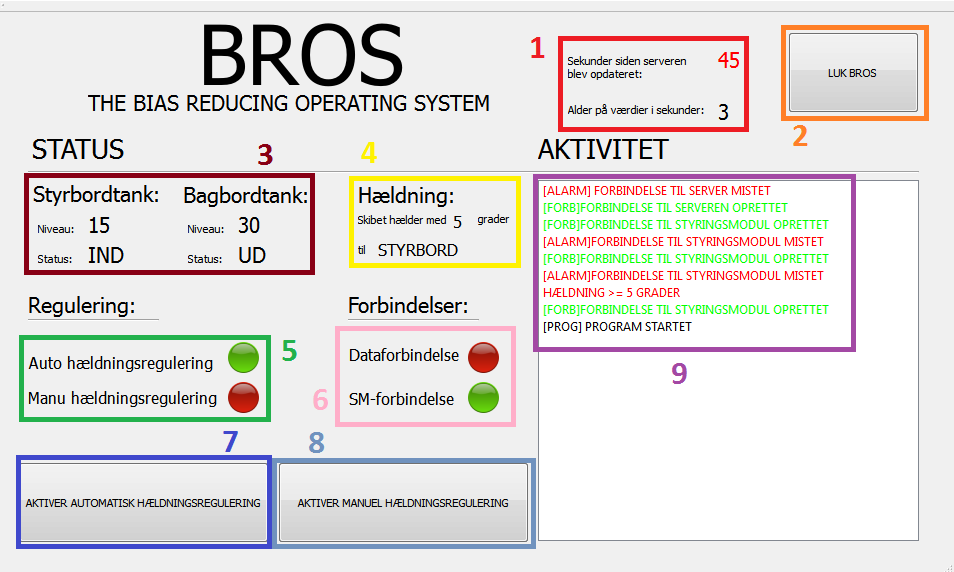 BROS
THE BIAS REDUCING OPERATING SYSTEM
1
Sekunder siden serveren
blev opdateret:
45
Alder på værdier i sekunder:
3
LUK BROS
2
STATUS
3
4
AKTIVITET
Styrbordtank:
Niveau: 15
Status: IND
Bagbordtank:
Niveau: 30
Status: UD
Hældning:
Skibet hælder med 5 grader
til STYRBORD
[ALARM] FORBINDELSE TIL SERVER MISTET
[FORB]FORBINDELSE TIL SERVEREN OPRETTET
[FORB]FORBINDELSE TIL STYRINGSMODUL OPRETTET
[ALARM]FORBINDELSE TIL STYRINGSMODUL MISTET
[FORB]FORBINDELSE TIL STYRINGSMODUL OPRETTET
[ALARM]FORBINDELSE TIL STYRINGSMODUL MISTET
HÆLDNING >= 5 GRADER
[FORB]FORBINDELSE TIL STYRINGSMODUL OPRETTET
[PROG] PROGRAM STARTET
9
Regulering:
Auto hældningsregulering
Manu hældningsregulering
5
Forbindelser:
Dataforbindelse
SM-forbindelse
6
7
8
AKTIVER AUTOMATISK HÆLDNINGSREGULERING
AKTIVER MANUEL HÆLDNINGSREGULERING